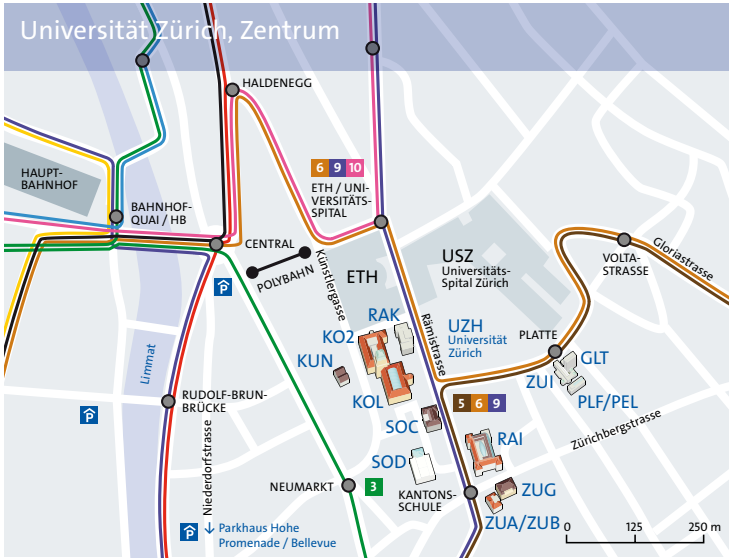 Universität Zürich, Zentrum
HALDENEGG
6 9 10
ETH / UNI-
VERSITÄTS-
SPITAL
HAUPT-
BAHNHOF
BAHNHOF-
QUAI / HB
CENTRAL
POLYBAHN
Künstlergasse
ETH
USZ
Universitäts-
Spital Zürich
VOLTA-
STRASSE
Gloriastrasse
P
RAK
KO2
KUN
KOL
Rämistrasse
UZH
Universität
Zürich
PLATTE
GLT
ZUI
PLF/PEL
Limmat
RUDOLF-BRUN-
BRÜCKE
P
Niederdorfstrasse
5 6 9
SOC
SOD
RAI
Zürichbergstrasse
NEUMARKT
3
KANTONS-
SCHULE
ZUG
ZUA/ZUB
P
↓ Parkhaus Hohe
Promenade / Bellevue
0 125 250 m